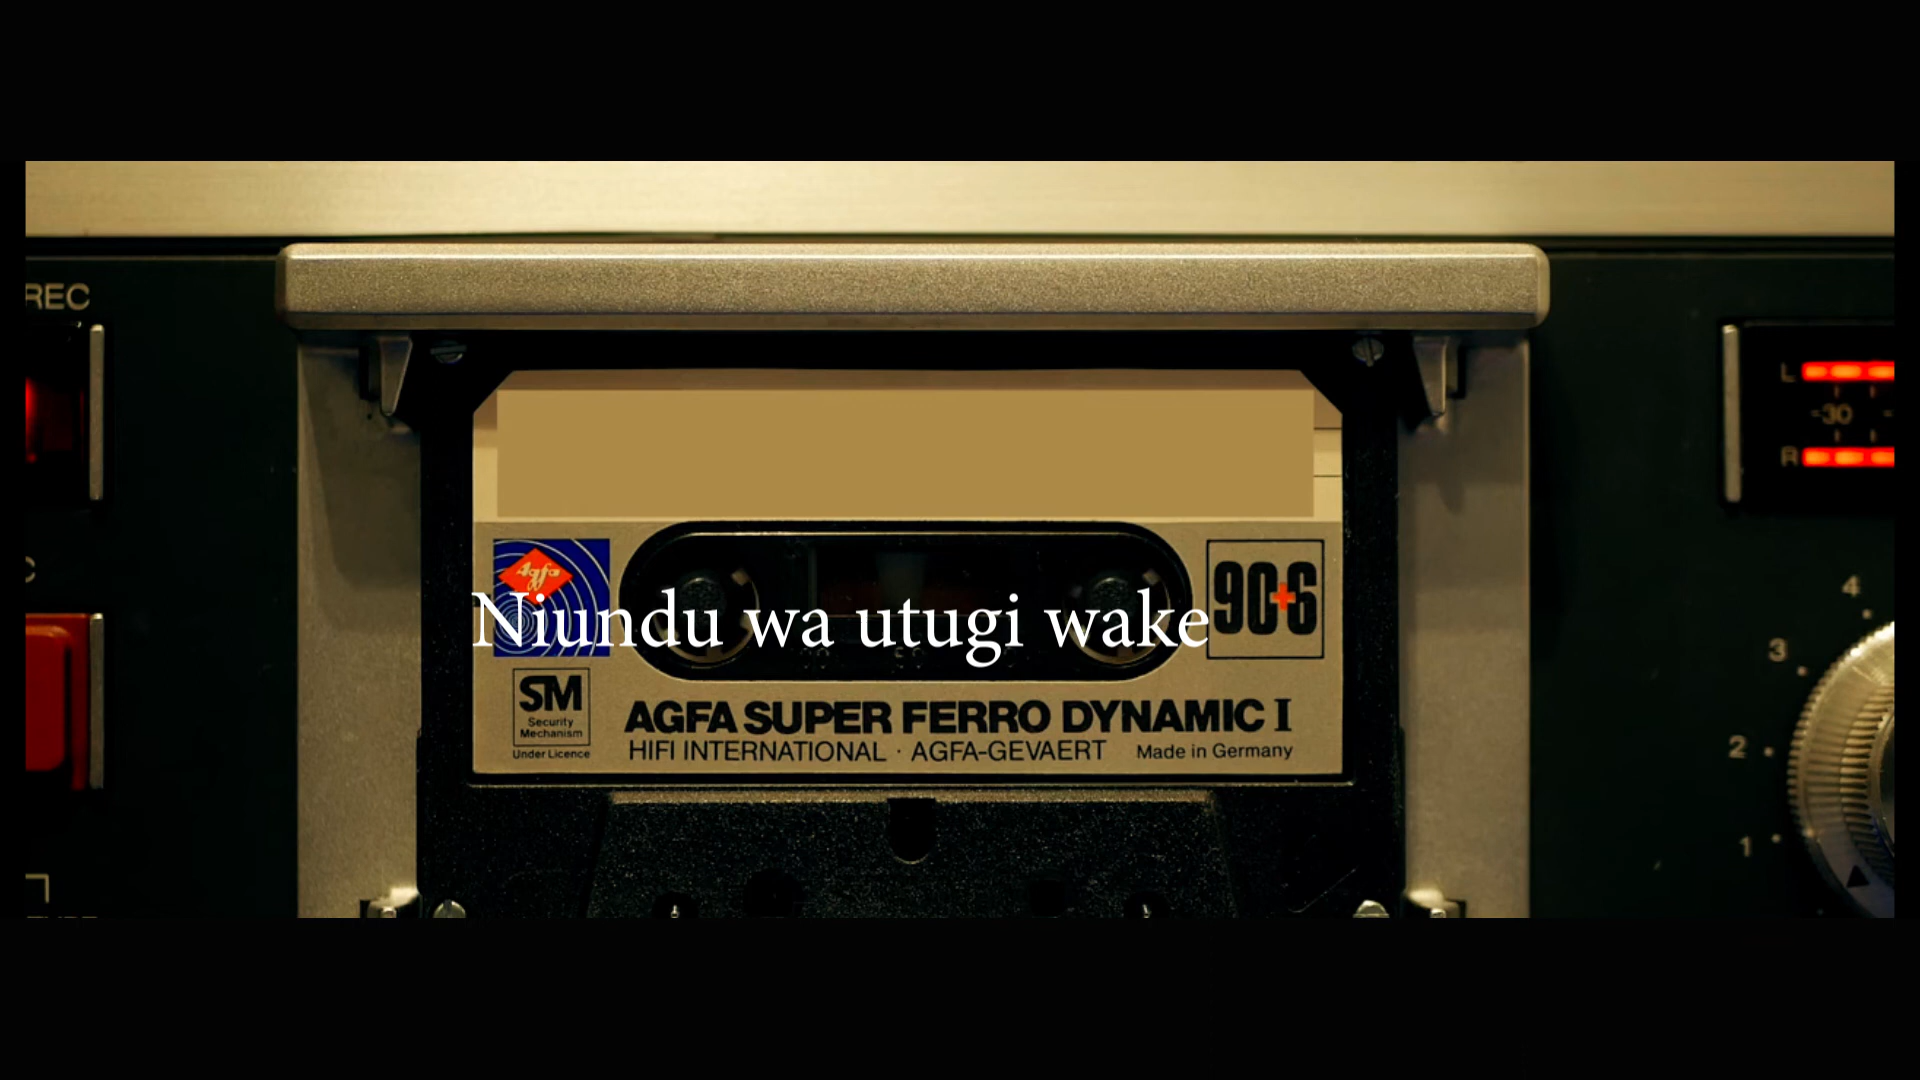 REC
L
-30
R
Agfa
90+6
4
Niundu wa utugi wake
3
SM
Security
Mechanism
Under Licence
AGFA SUPER FERRO DYNAMIC I
HIFI INTERNATIONAL · AGFA-GEVAERT Made in Germany
2
1